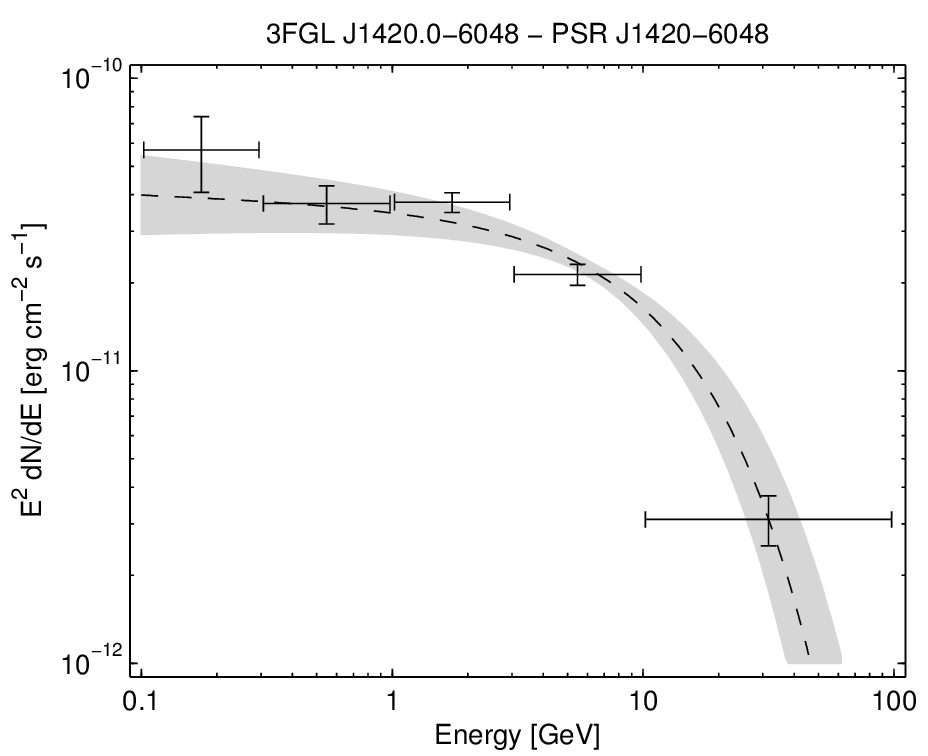 3FGL J1420.0−6048 − PSR J1420−6048
10⁻¹⁰
10⁻¹¹
10⁻¹²
E² dN/dE [erg cm⁻² s⁻¹]
0.1 1 10 100
Energy [GeV]